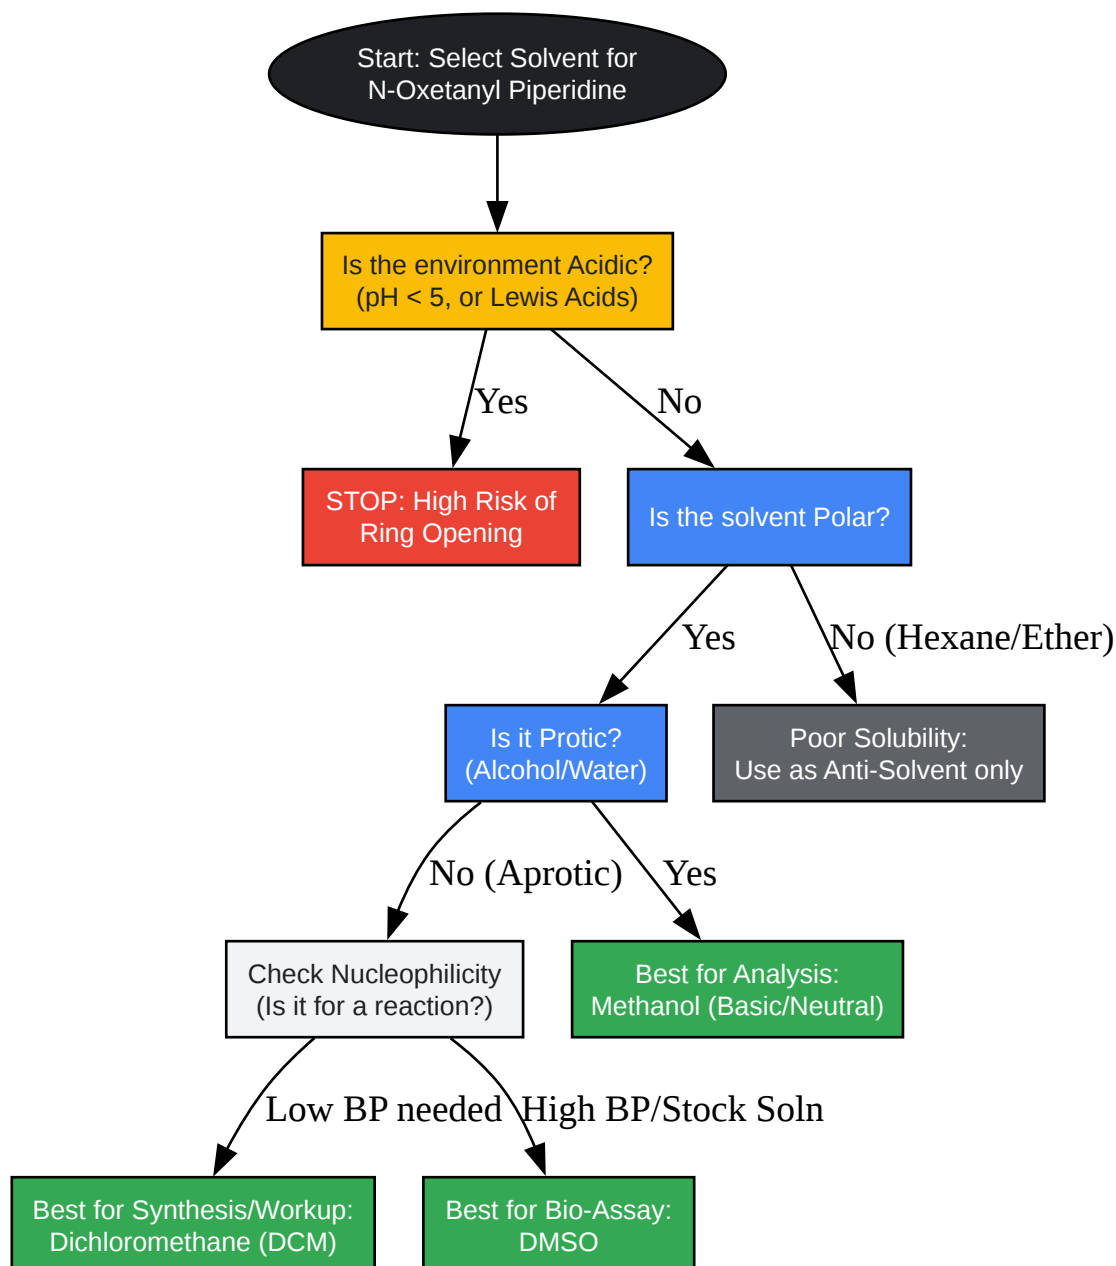 Start: Select Solvent for
N-Oxetanyl Piperidine
Is the environment Acidic?
(pH < 5, or Lewis Acids)
Yes
No
STOP: High Risk of
Ring Opening
Is the solvent Polar?
Yes
No (Hexane/Ether)
Is it Protic?
(Alcohol/Water)
Poor Solubility:
Use as Anti-Solvent only
No (Aprotic)
Yes
Check Nucleophilicity
(Is it for a reaction?)
Best for Analysis:
Methanol (Basic/Neutral)
Low BP needed
High BP/Stock Soln
Best for Synthesis/Workup:
Dichloromethane (DCM)
Best for Bio-Assay:
DMSO